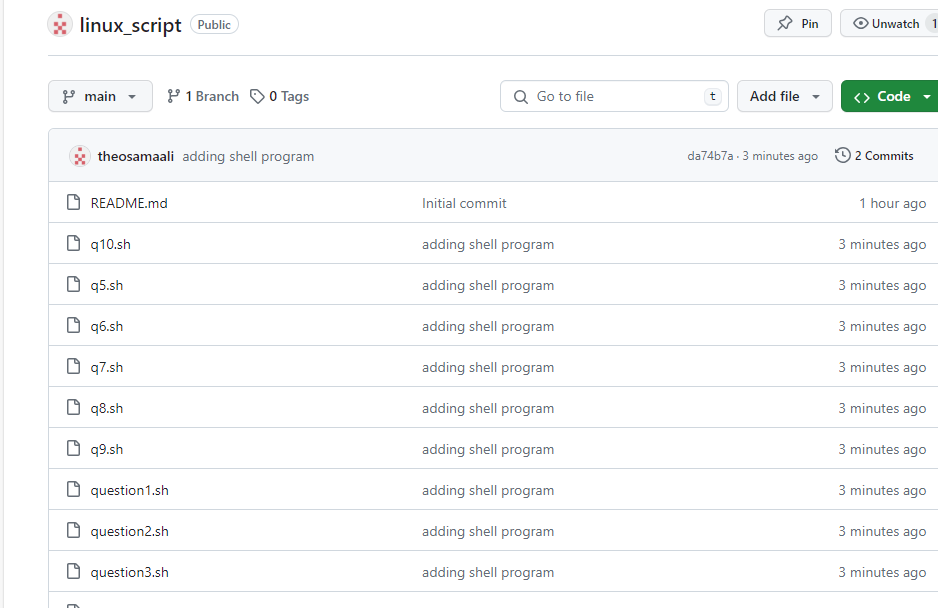 linux_script Public Pin Unwatch 1
main 1 Branch 0 Tags Go to file t Add file Code
theosamaali adding shell program da74b7a · 3 minutes ago 2 Commits
README.md Initial commit 1 hour ago
q10.sh adding shell program 3 minutes ago
q5.sh adding shell program 3 minutes ago
q6.sh adding shell program 3 minutes ago
q7.sh adding shell program 3 minutes ago
q8.sh adding shell program 3 minutes ago
q9.sh adding shell program 3 minutes ago
question1.sh adding shell program 3 minutes ago
question2.sh adding shell program 3 minutes ago
question3.sh adding shell program 3 minutes ago